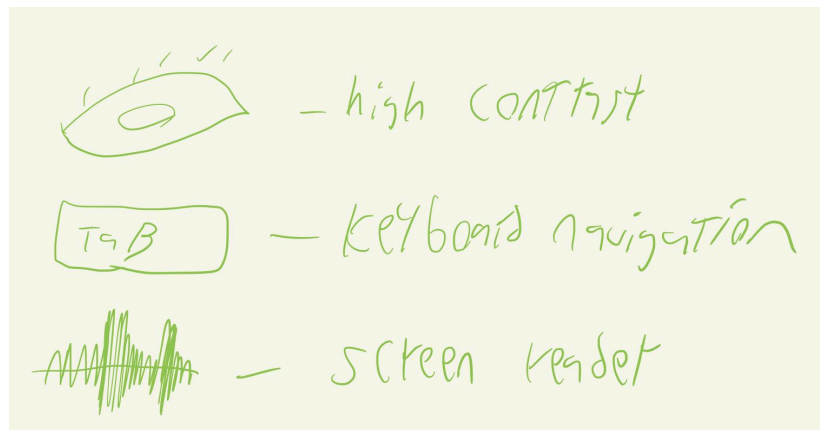 - high contrast
TaB - keyboard navigation
- screen reader